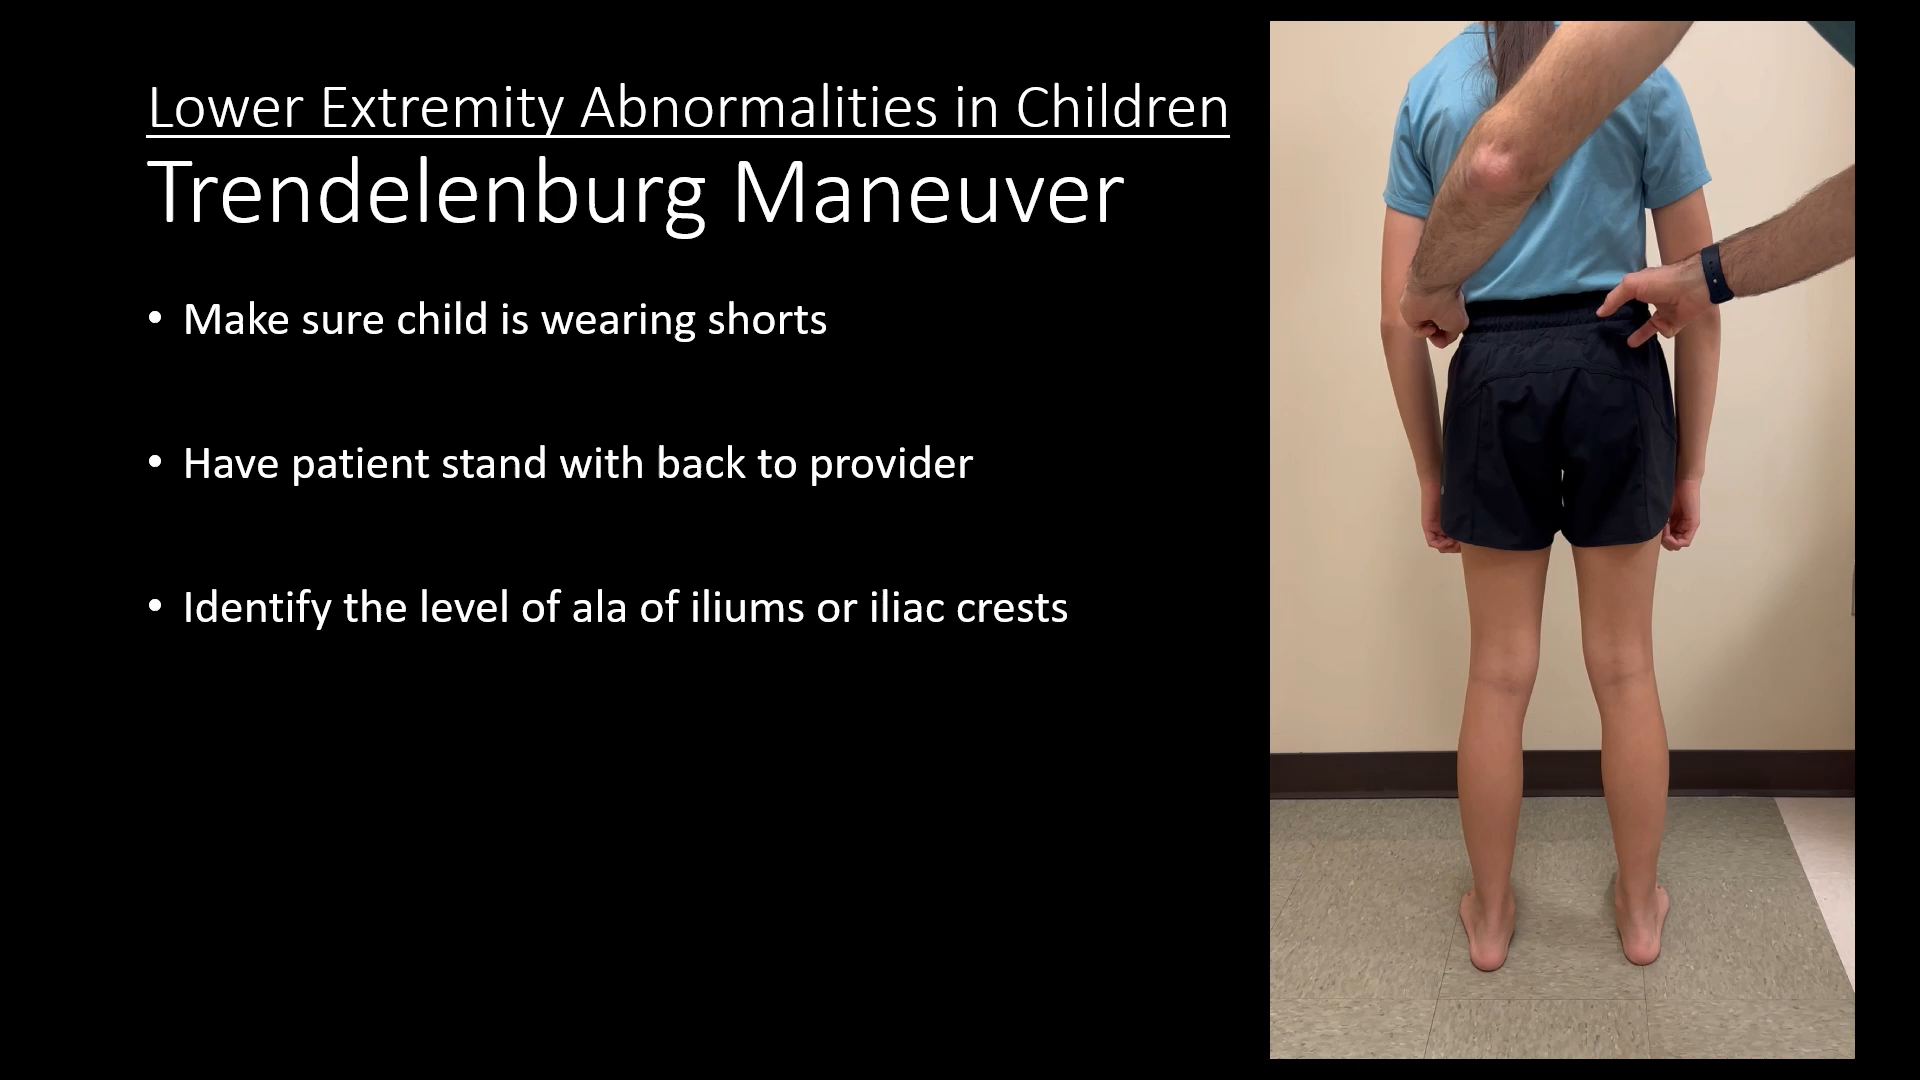 Lower Extremity Abnormalities in Children
Trendelenburg Maneuver
• Make sure child is wearing shorts
• Have patient stand with back to provider
• Identify the level of ala of iliums or iliac crests